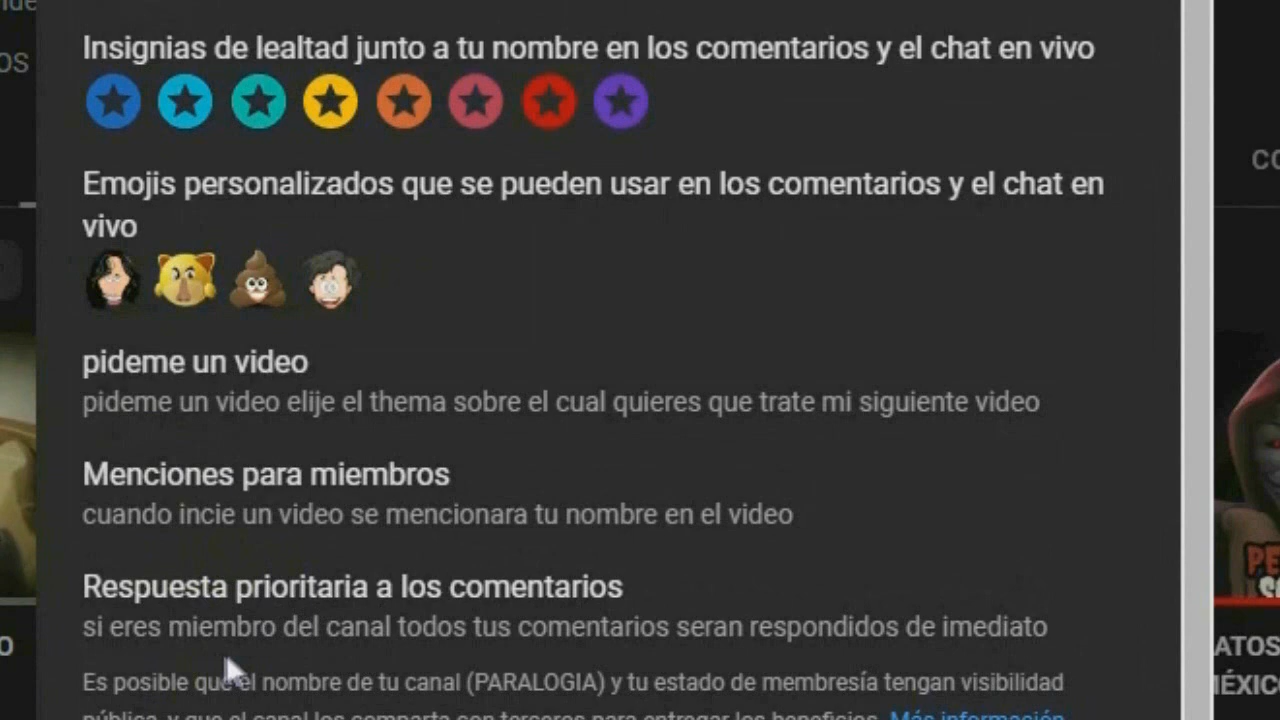 Insignias de lealtad junto a tu nombre en los comentarios y el chat en vivo
Emojis personalizados que se pueden usar en los comentarios y el chat en
vivo
pideme un video
pideme un video elije el thema sobre el cual quieres que trate mi siguiente video
Menciones para miembros
cuando incie un video se mencionara tu nombre en el video
Respuesta prioritaria a los comentarios
si eres miembro del canal todos tus comentarios seran respondidos de imediato
Es posible que el nombre de tu canal (PARALOGIA) y tu estado de membresía tengan visibilidad
pública, y que el canal los comparta con terceros para entregar los beneficios. Más información